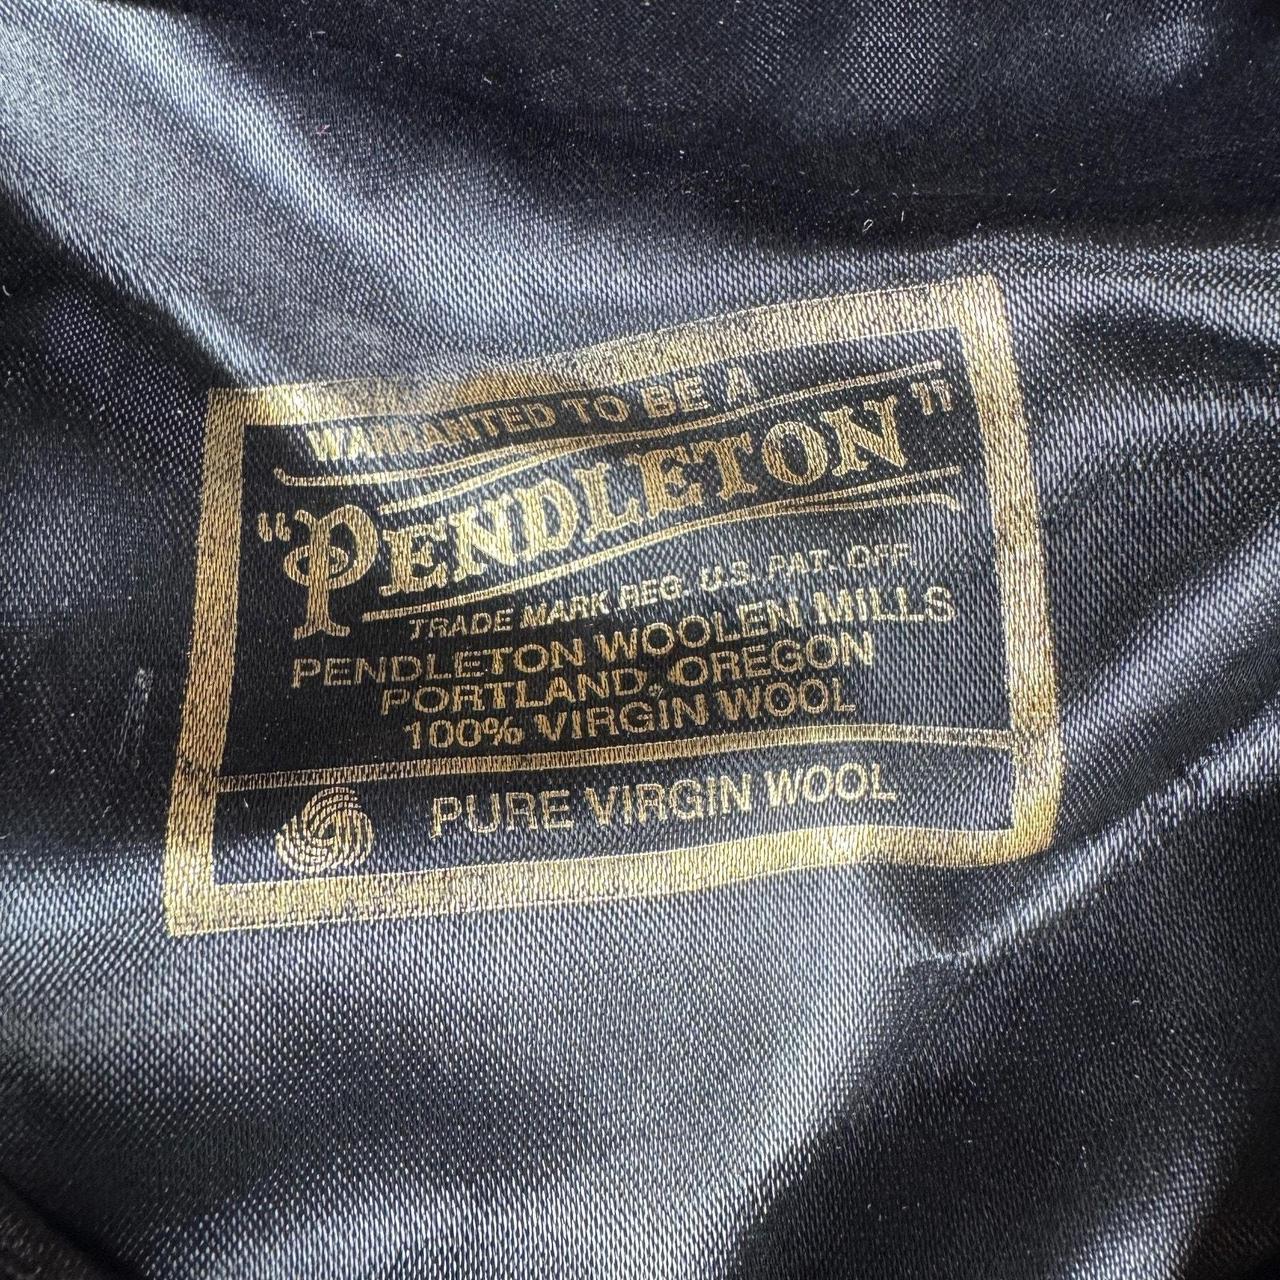 WARRANTED TO BE A
"PENDLETON"
TRADE MARK REG. U.S. PAT. OFF.
PENDLETON WOOLEN MILLS
PORTLAND, OREGON
100% VIRGIN WOOL
PURE VIRGIN WOOL